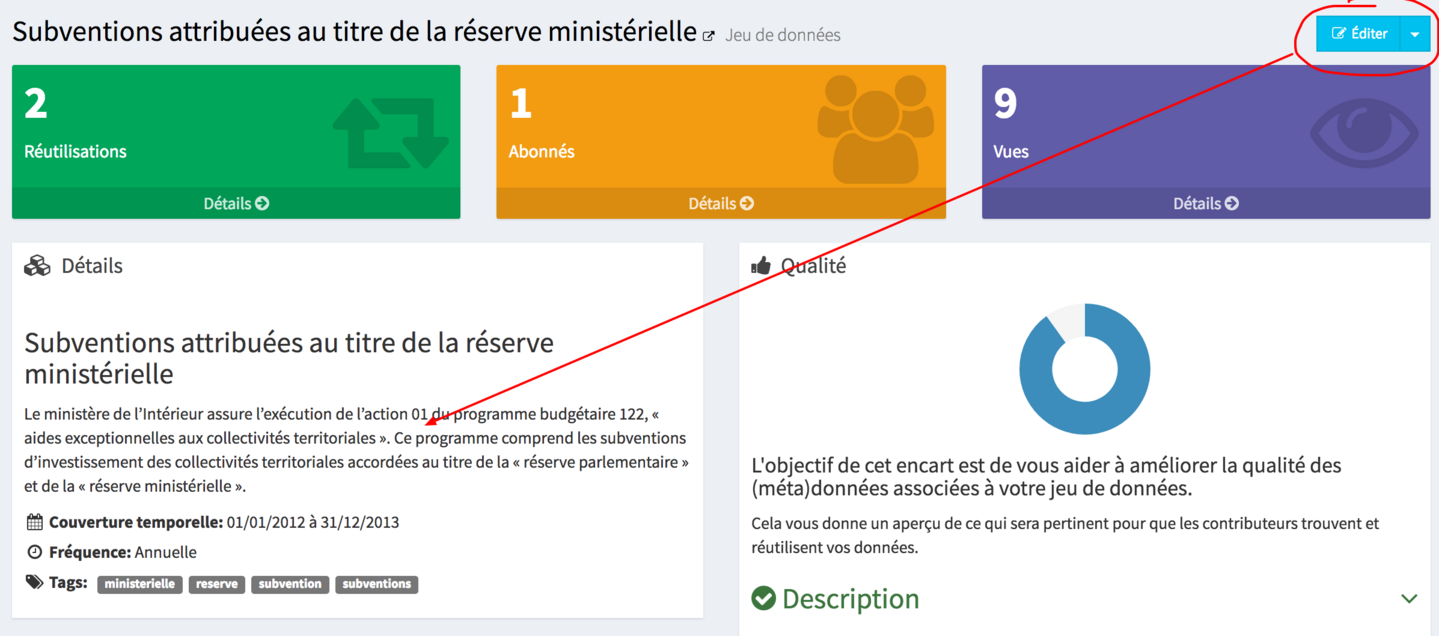 Subventions attribuées au titre de la réserve ministérielle Jeu de données
Éditer
2
Réutilisations
Détails
1
Abonnés
Détails
9
Vues
Détails
Détails
Subventions attribuées au titre de la réserve
ministérielle
Le ministère de l’Intérieur assure l’exécution de l’action 01 du programme budgétaire 122, «
aides exceptionnelles aux collectivités territoriales ». Ce programme comprend les subventions
d’investissement des collectivités territoriales accordées au titre de la « réserve parlementaire »
et de la « réserve ministérielle ».
Couverture temporelle: 01/01/2012 à 31/12/2013
Fréquence: Annuelle
Tags: ministerielle reserve subvention subventions
Qualité
L'objectif de cet encart est de vous aider à améliorer la qualité des
(méta)données associées à votre jeu de données.
Cela vous donne un aperçu de ce qui sera pertinent pour que les contributeurs trouvent et
réutilisent vos données.
Description